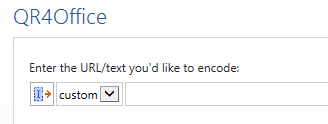 QR4Office
Enter the URL/text you'd like to encode:
custom